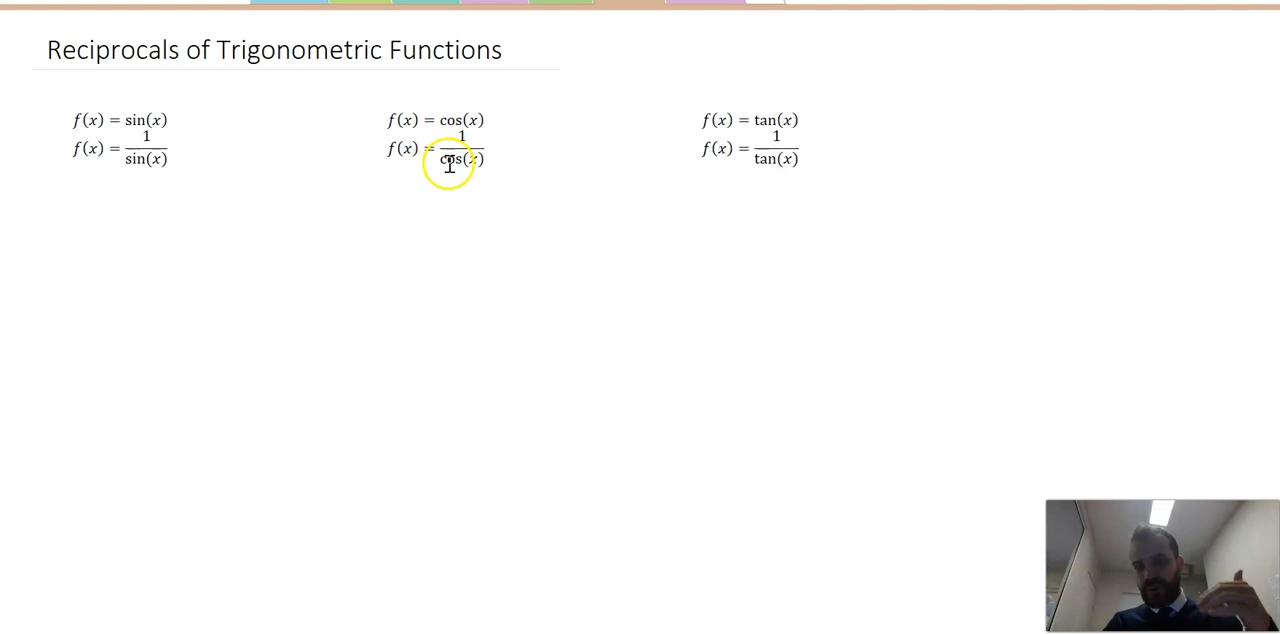 Reciprocals of Trigonometric Functions
f(x) = sin(x)
f(x) = 1/sin(x)
f(x) = cos(x)
f(x) = 1/cos(x)
f(x) = tan(x)
f(x) = 1/tan(x)